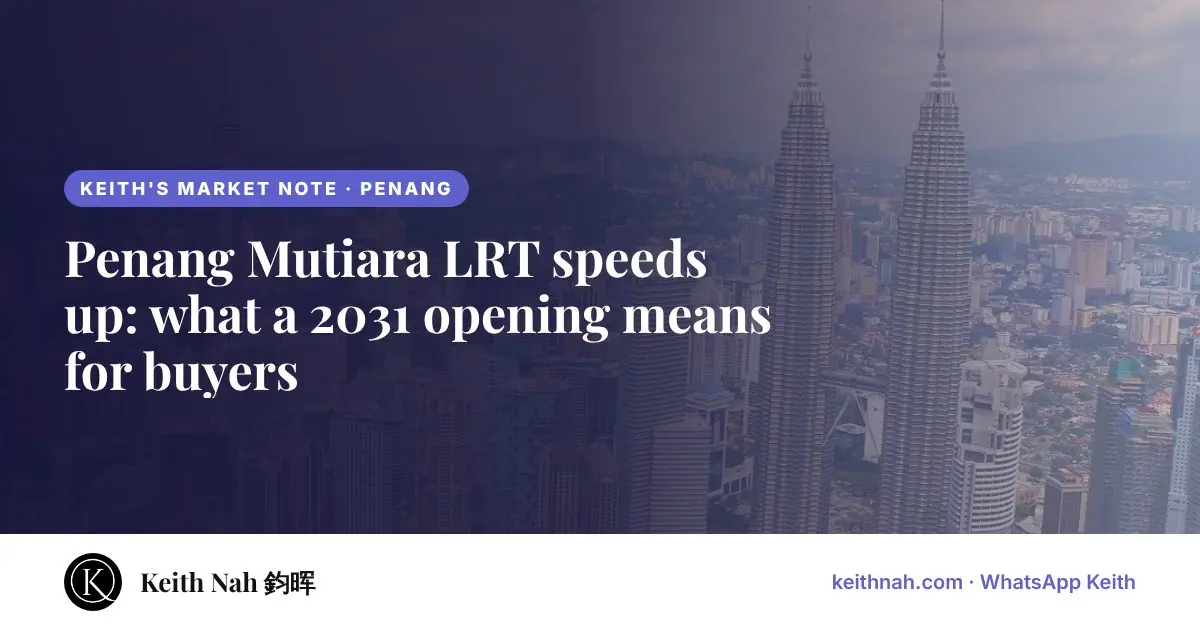 KEITH'S MARKET NOTE · PENANG
Penang Mutiara LRT speeds
up: what a 2031 opening means
for buyers
K
Keith Nah 鈞晖
keithnah.com · WhatsApp Keith